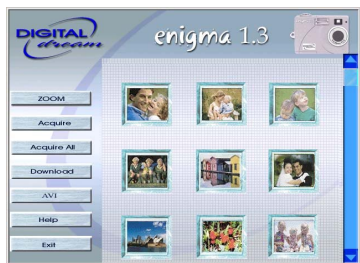 DIGITAL
dream
enigma 1.3
ZOOM
Acquire
Acquire All
Download
AVI
Help
Exit